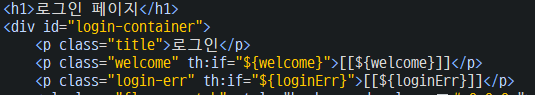 <h1>로그인 페이지</h1>
<div id="login-container">
<p class="title">로그인</p>
<p class="welcome" th:if="${welcome}">[[${welcome}]]</p>
<p class="login-err" th:if="${loginErr}">[[${loginErr}]]</p>